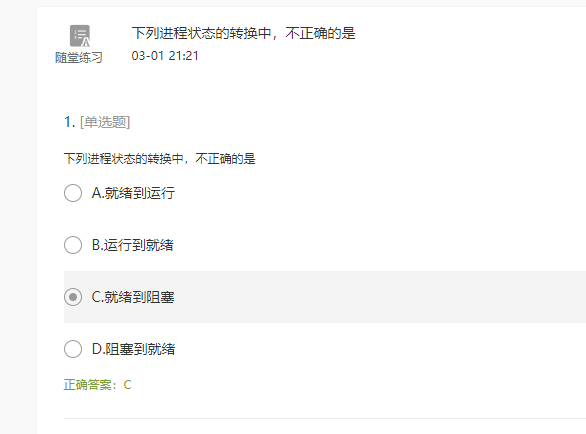 下列进程状态的转换中，不正确的是
随堂练习
03-01 21:21
1. [单选题]
下列进程状态的转换中，不正确的是
A.就绪到运行
B.运行到就绪
C.就绪到阻塞
D.阻塞到就绪
正确答案：C